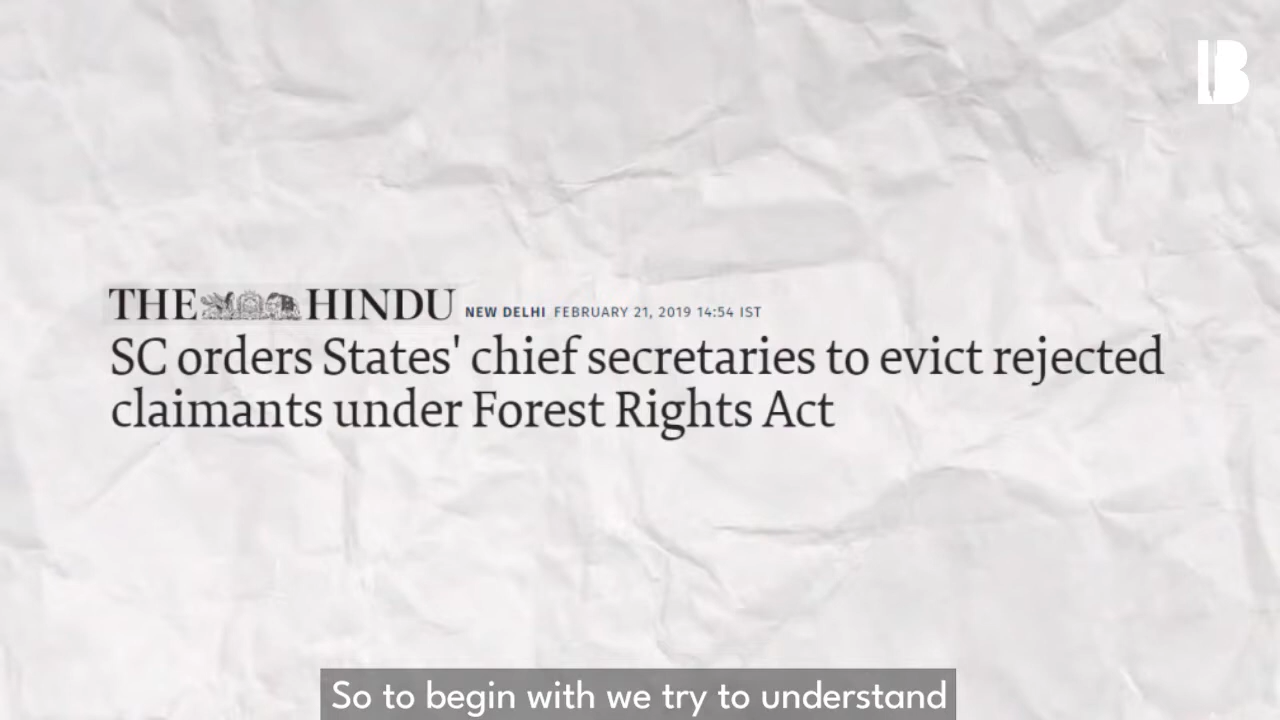 B
THE HINDU NEW DELHI FEBRUARY 21, 2019 14:54 IST
SC orders States' chief secretaries to evict rejected
claimants under Forest Rights Act
So to begin with we try to understand